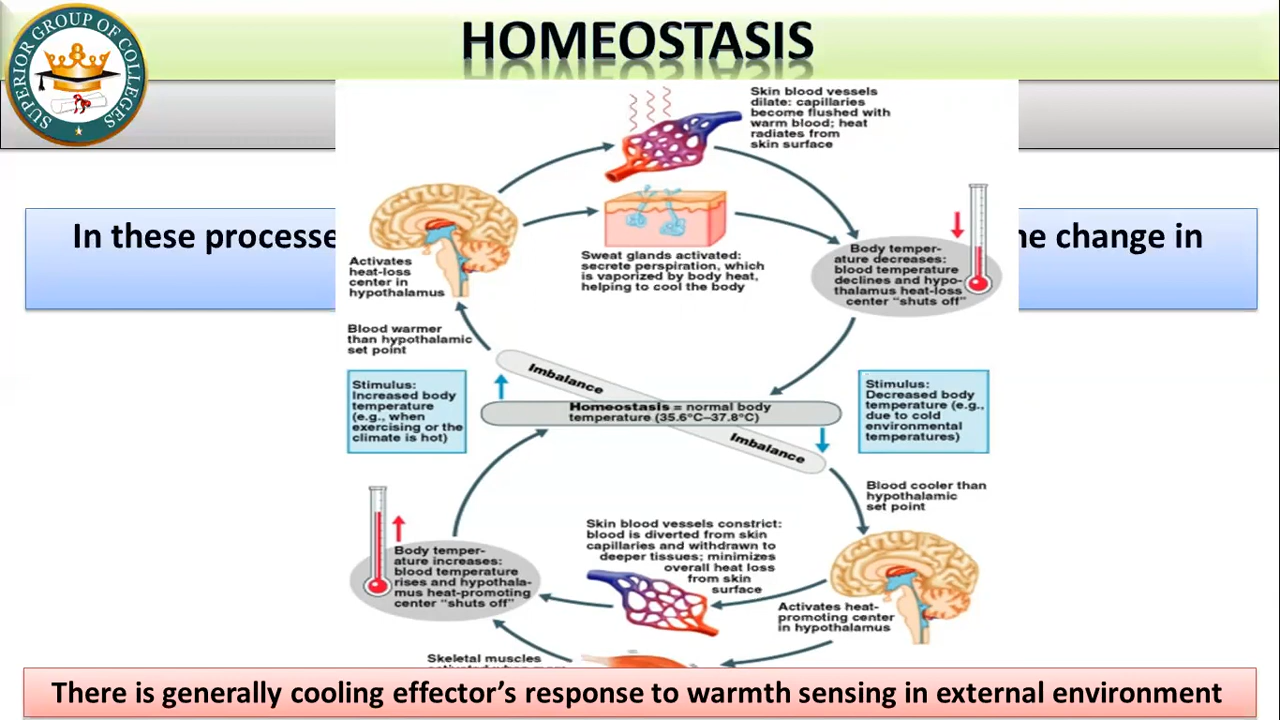 SUPERIOR GROUP OF COLLEGES
HOMEOSTASIS
In these processe
he change in
Skin blood vessels
dilate: capillaries
become flushed with
warm blood; heat
radiates from
skin surface
Activates
heat-loss
center in
hypothalamus
Sweat glands activated:
secrete perspiration, which
is vaporized by body heat,
helping to cool the body
Body temper-
ature decreases:
blood temperature
declines and hypo-
thalamus heat-loss
center "shuts off"
Blood warmer
than hypothalamic
set point
Stimulus:
Increased body
temperature
(e.g., when
exercising or the
climate is hot)
Imbalance
Homeostasis = normal body
temperature (35.6°C–37.8°C)
Imbalance
Stimulus:
Decreased body
temperature (e.g.,
due to cold
environmental
temperatures)
Blood cooler than
hypothalamic
set point
Body temper-
ature increases:
blood temperature
rises and hypothala-
mus heat-promoting
center "shuts off"
Skin blood vessels constrict:
blood is diverted from skin
capillaries and withdrawn to
deeper tissues; minimizes
overall heat loss
from skin
surface
Activates heat-
promoting center
in hypothalamus
Skeletal muscles
There is generally cooling effector's response to warmth sensing in external environment